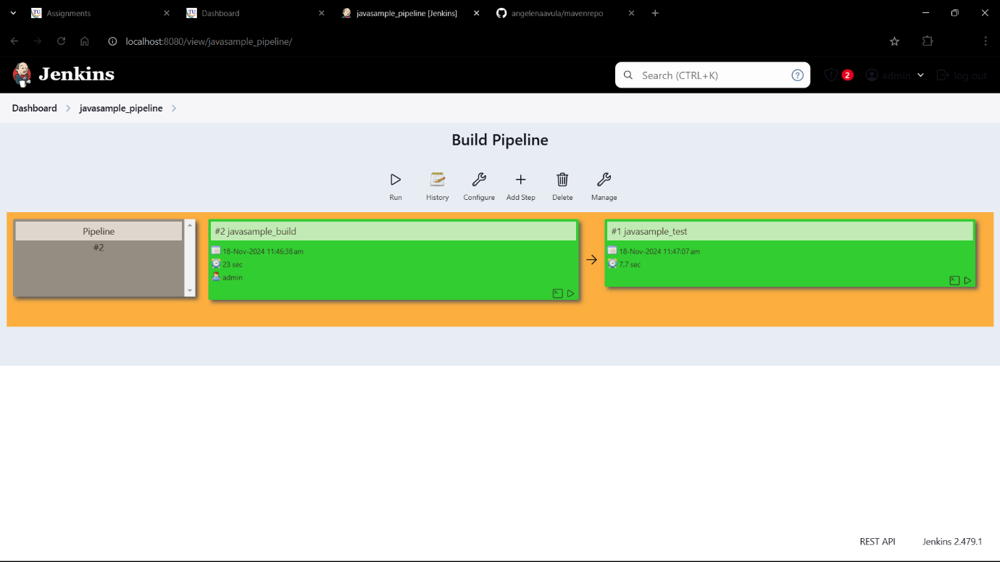 Assignments
Dashboard
javasample_pipeline [Jenkins]
angelenaavula/mavenrepo
localhost:8080/view/javasample_pipeline/
Jenkins
Search (CTRL+K)
?
2
admin
log out
Dashboard
javasample_pipeline
Build Pipeline
Run
History
Configure
Add Step
Delete
Manage
Pipeline
#2
#2 javasample_build
18-Nov-2024 11:46:38 am
23 sec
admin
#1 javasample_test
18-Nov-2024 11:47:07 am
7.7 sec
REST API
Jenkins 2.479.1